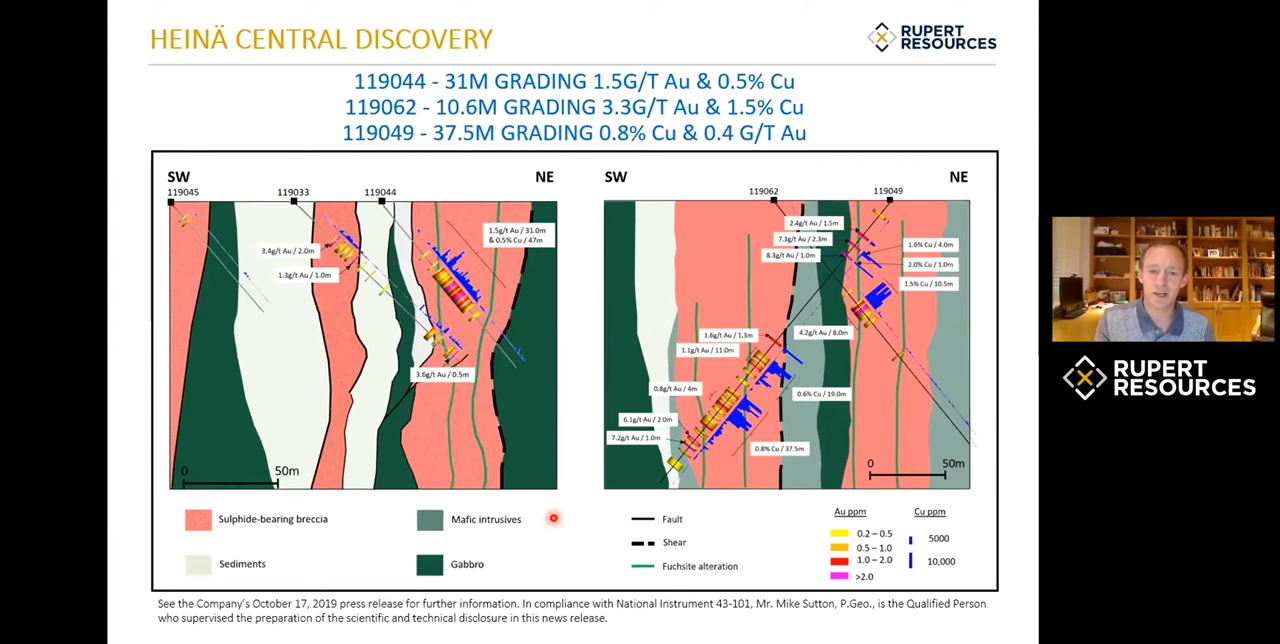 HEINÄ CENTRAL DISCOVERY
RUPERT
RESOURCES
119044 - 31M GRADING 1.5G/T Au & 0.5% Cu
119062 - 10.6M GRADING 3.3G/T Au & 1.5% Cu
119049 - 37.5M GRADING 0.8% Cu & 0.4 G/T Au
SW
NE
119045
119033
119044
1.5g/t Au / 31.0m
& 0.5% Cu / 47m
3.4g/t Au / 2.0m
1.3g/t Au / 1.0m
3.6g/t Au / 0.5m
0
50m
SW
NE
119062
119049
2.4g/t Au / 1.5m
7.3g/t Au / 2.3m
8.3g/t Au / 1.0m
1.6% Cu / 4.0m
2.0% Cu / 1.0m
1.5% Cu / 10.5m
4.2g/t Au / 8.0m
1.6g/t Au / 1.3m
1.1g/t Au / 11.0m
0.8g/t Au / 4m
0.6% Cu / 19.0m
6.1g/t Au / 2.0m
7.2g/t Au / 1.0m
0.8% Cu / 37.5m
0
50m
Sulphide-bearing breccia
Mafic intrusives
Sediments
Gabbro
Fault
Shear
Fuchsite alteration
Au ppm
0.2 – 0.5
0.5 – 1.0
1.0 – 2.0
>2.0
Cu ppm
5000
10,000
See the Company's October 17, 2019 press release for further information. In compliance with National Instrument 43-101, Mr. Mike Sutton, P.Geo., is the Qualified Person
who supervised the preparation of the scientific and technical disclosure in this news release.
RUPERT
RESOURCES